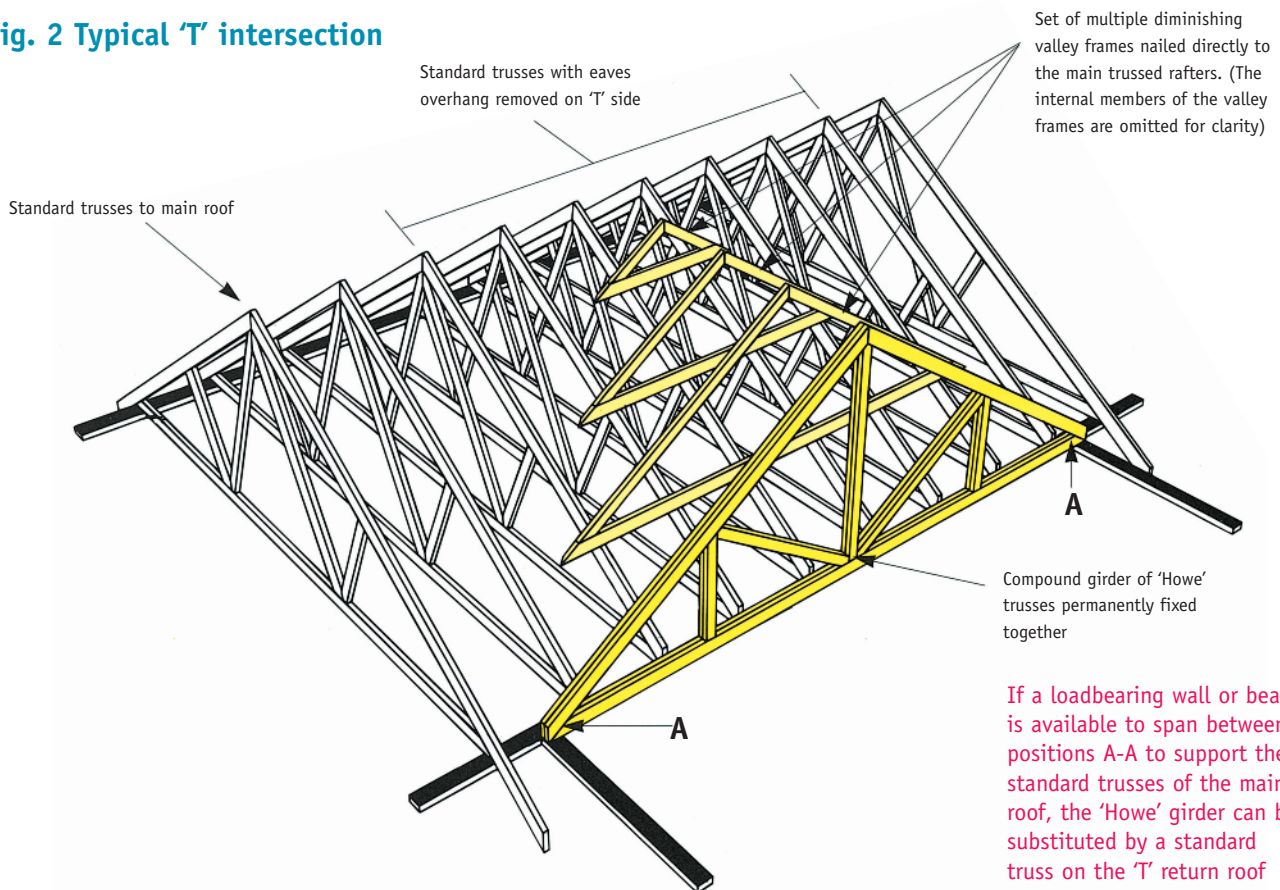 ig. 2 Typical ‘T’ intersection
Standard trusses with eaves
overhang removed on ‘T’ side
Set of multiple diminishing
valley frames nailed directly to
the main trussed rafters. (The
internal members of the valley
frames are omitted for clarity)
Standard trusses to main roof
A
Compound girder of ‘Howe’
trusses permanently fixed
together
A
If a loadbearing wall or bea
is available to span between
positions A-A to support the
standard trusses of the main
roof, the ‘Howe’ girder can b
substituted by a standard
truss on the ‘T’ return roof